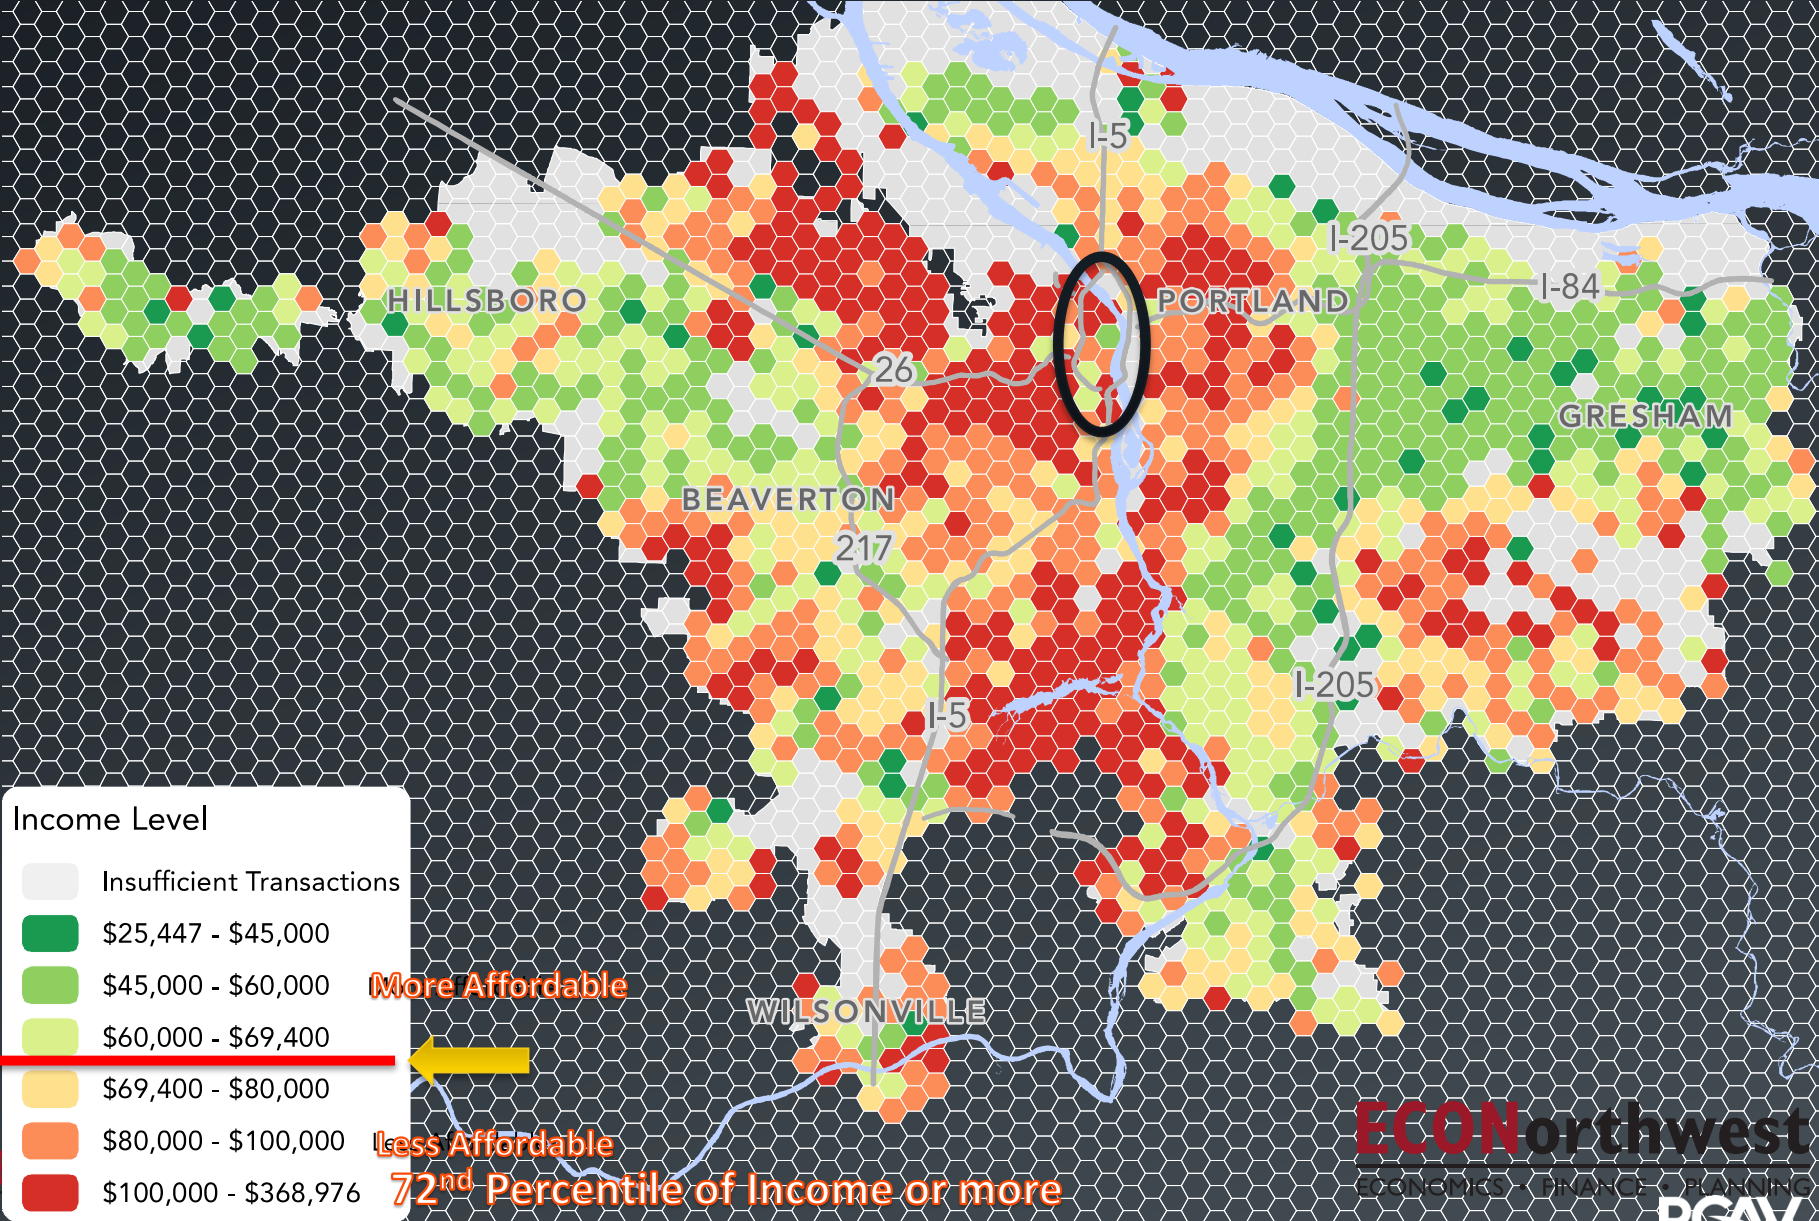 I-5
I-205
I-84
HILLSBORO
PORTLAND
26
GRESHAM
BEAVERTON
217
I-205
I-5
Income Level
Insufficient Transactions
$25,447 - $45,000
$45,000 - $60,000
More Affordable
$60,000 - $69,400
$69,400 - $80,000
$80,000 - $100,000
Less Affordable
$100,000 - $368,976
72nd Percentile of Income or more
WILSONVILLE
ECONorthwest
ECONOMICS • FINANCE • PLANNING